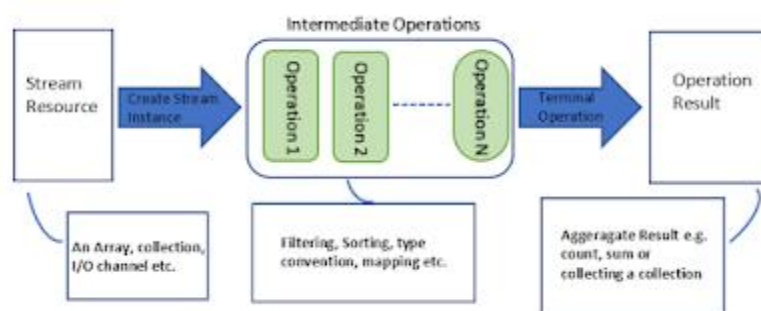 Intermediate Operations
Stream
Resource
Create Stream
Instance
Operation 1
Operation 2
Operation N
Terminal
Operation
Operation
Result
An Array, collection,
I/O channel etc.
Filtering, Sorting, type
convention, mapping etc.
Aggeragate Result e.g.
count, sum or
collecting a collection